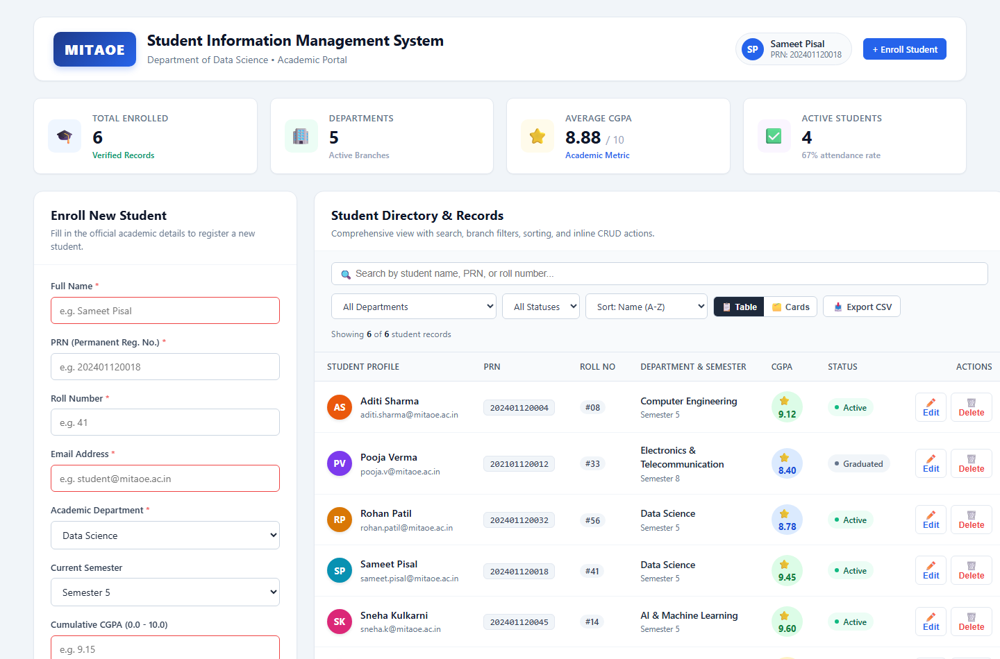 MITAOE
Student Information Management System
Department of Data Science • Academic Portal
SP
Sameet Pisal
PRN: 202401120018
+ Enroll Student
TOTAL ENROLLED
6
Verified Records
DEPARTMENTS
5
Active Branches
AVERAGE CGPA
8.88 / 10
Academic Metric
ACTIVE STUDENTS
4
67% attendance rate
Enroll New Student
Fill in the official academic details to register a new
student.
Full Name *
e.g. Sameet Pisal
PRN (Permanent Reg. No.) *
e.g. 202401120018
Roll Number *
e.g. 41
Email Address *
e.g. student@mitaoe.ac.in
Academic Department *
Data Science
Current Semester
Semester 5
Cumulative CGPA (0.0 - 10.0)
e.g. 9.15
Student Directory & Records
Comprehensive view with search, branch filters, sorting, and inline CRUD actions.
Search by student name, PRN, or roll number...
All Departments
All Statuses
Sort: Name (A-Z)
Table
Cards
Export CSV
Showing 6 of 6 student records
STUDENT PROFILE PRN ROLL NO DEPARTMENT & SEMESTER CGPA STATUS ACTIONS
AS
Aditi Sharma
aditi.sharma@mitaoe.ac.in
202401120004
#08
Computer Engineering
Semester 5
9.12
Active
Edit
Delete
PV
Pooja Verma
pooja.v@mitaoe.ac.in
202101120012
#33
Electronics &
Telecommunication
Semester 8
8.40
Graduated
Edit
Delete
RP
Rohan Patil
rohan.patil@mitaoe.ac.in
202401120032
#56
Data Science
Semester 5
8.78
Active
Edit
Delete
SP
Sameet Pisal
sameet.pisal@mitaoe.ac.in
202401120018
#41
Data Science
Semester 5
9.45
Active
Edit
Delete
SK
Sneha Kulkarni
sneha.k@mitaoe.ac.in
202401120045
#14
AI & Machine Learning
Semester 5
9.60
Active
Edit
Delete